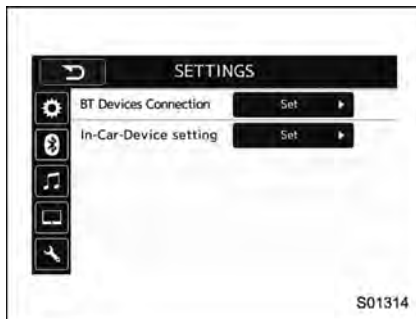 SETTINGS
BT Devices Connection Set
In-Car-Device setting Set
S01314